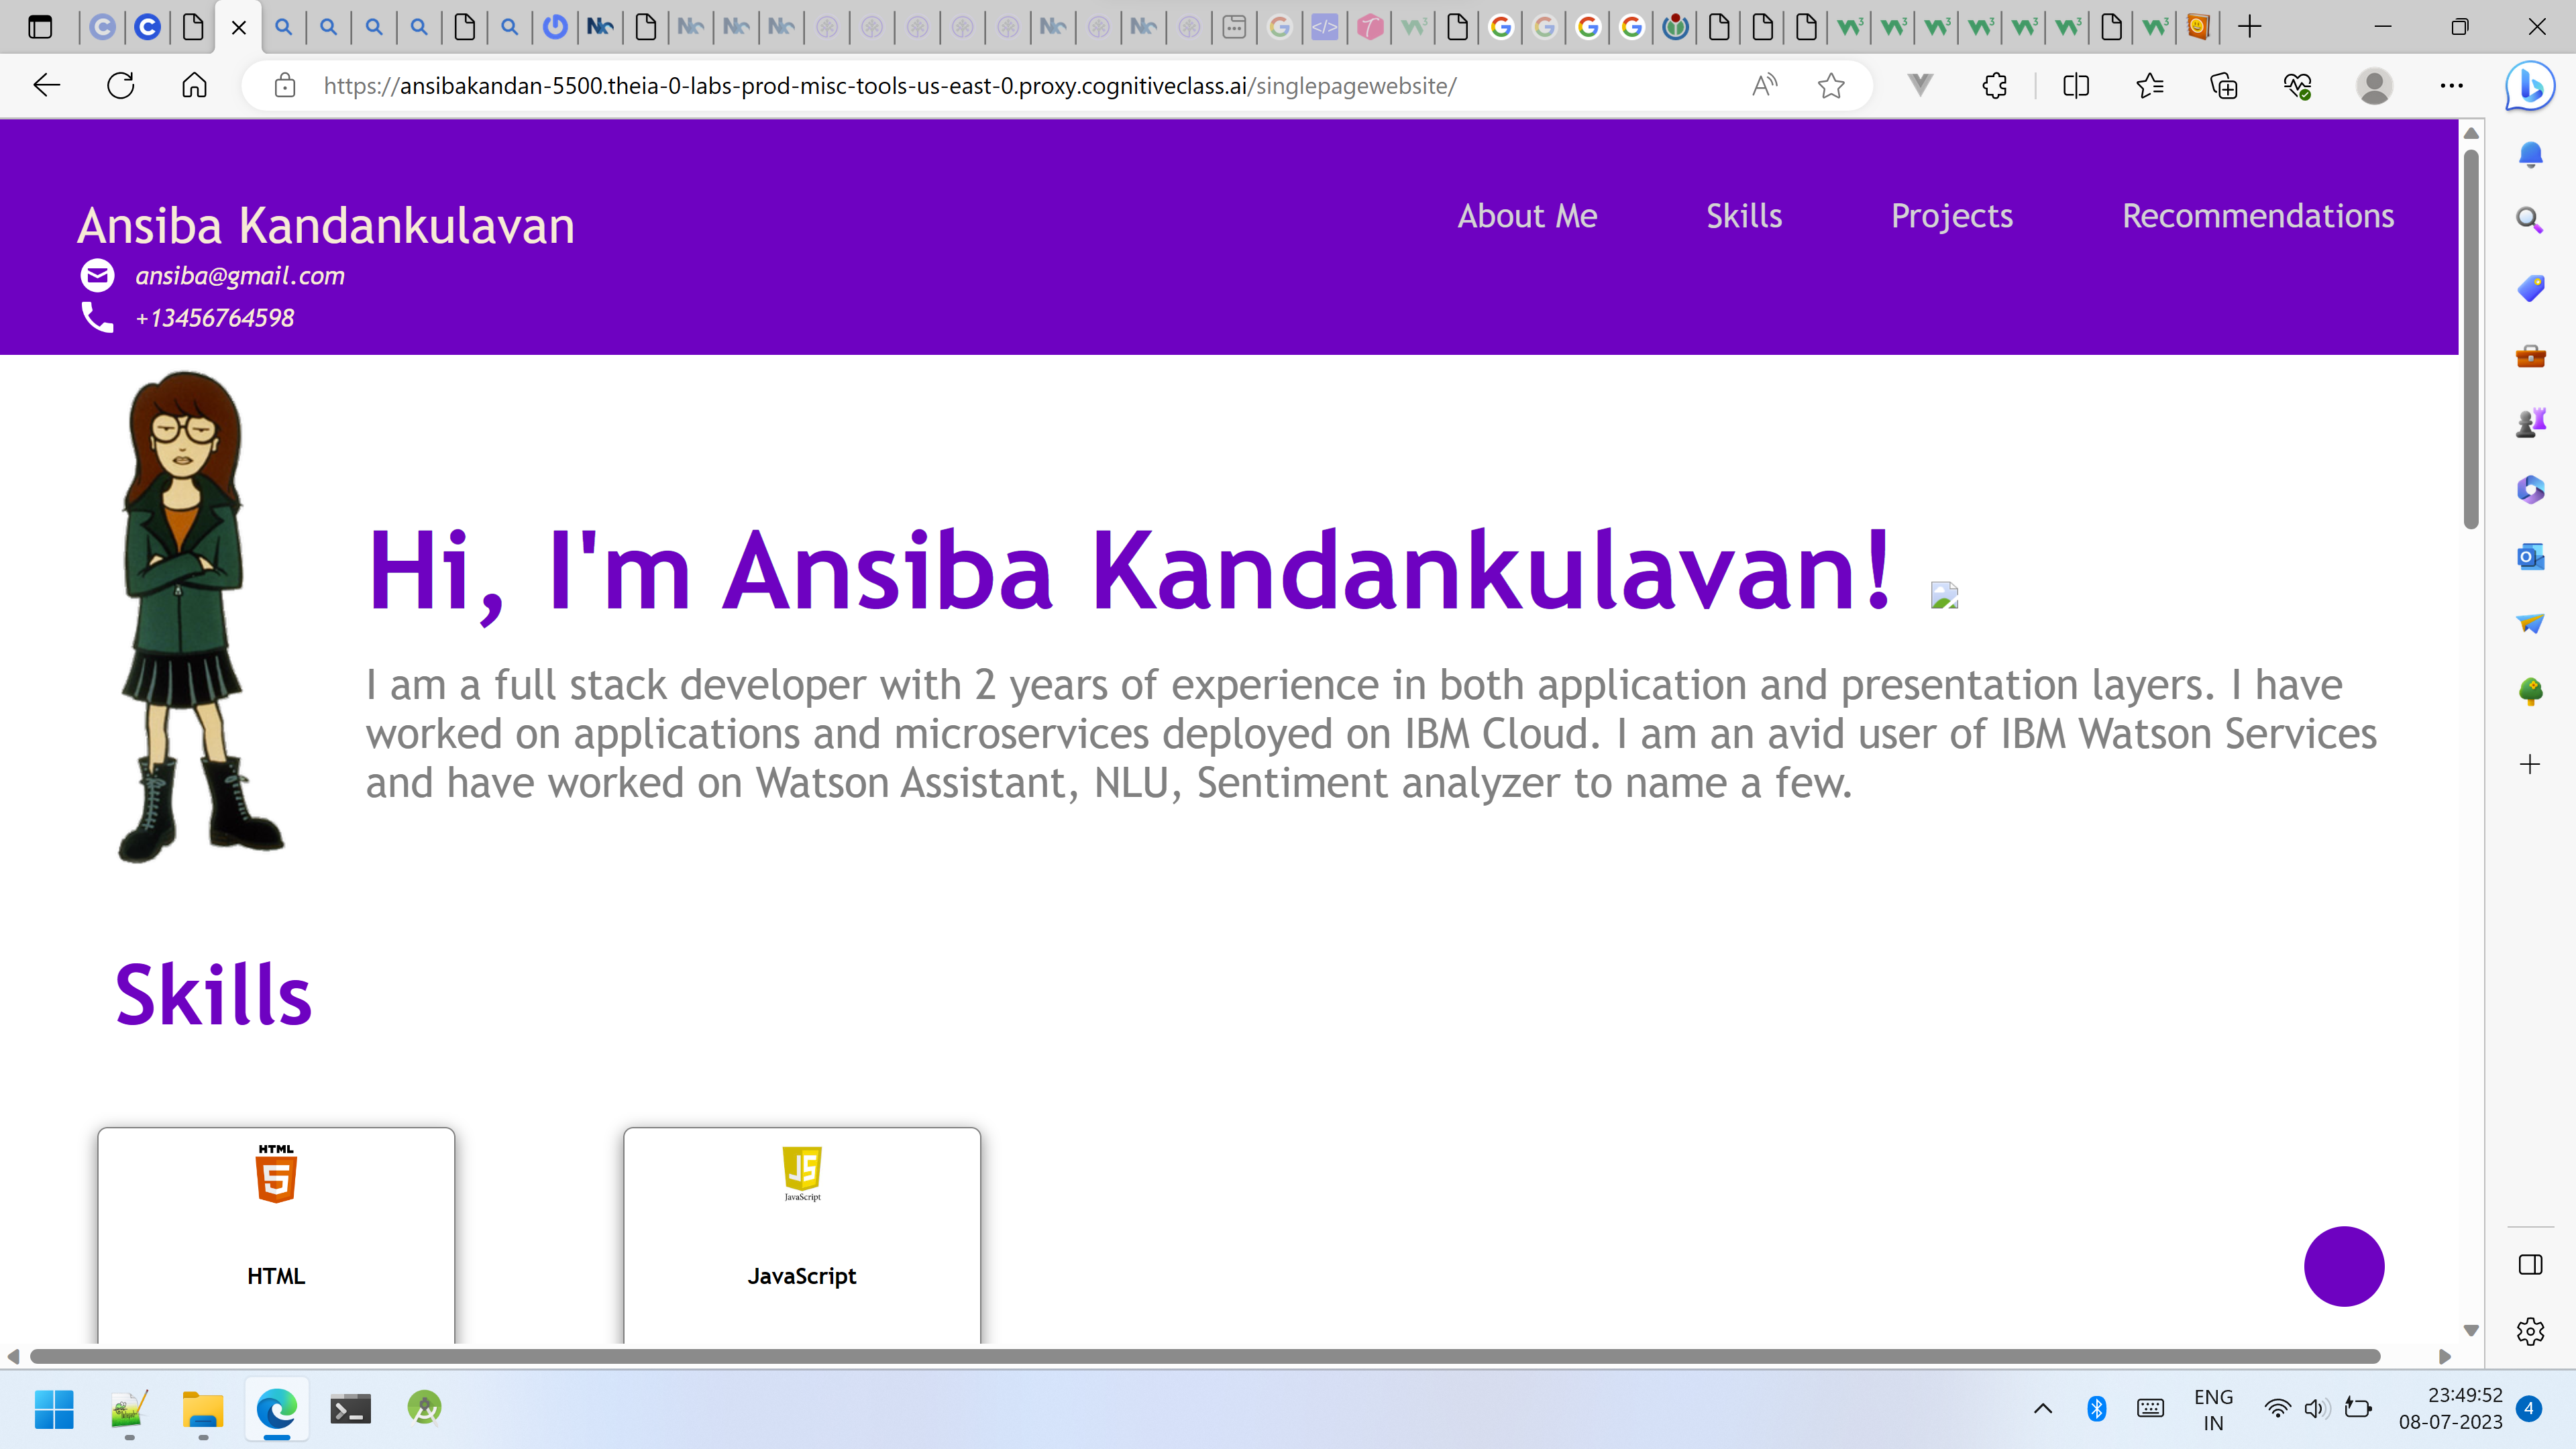 https://ansibakandan-5500.theia-0-labs-prod-misc-tools-us-east-0.proxy.cognitiveclass.ai/singlepagewebsite/
Ansiba Kandankulavan
ansiba@gmail.com
+13456764598
About Me
Skills
Projects
Recommendations
Hi, I'm Ansiba Kandankulavan!
I am a full stack developer with 2 years of experience in both application and presentation layers. I have
worked on applications and microservices deployed on IBM Cloud. I am an avid user of IBM Watson Services
and have worked on Watson Assistant, NLU, Sentiment analyzer to name a few.
Skills
HTML
5
HTML
JS
JavaScript
JavaScript
ENG
IN
23:49:52
08-07-2023
4